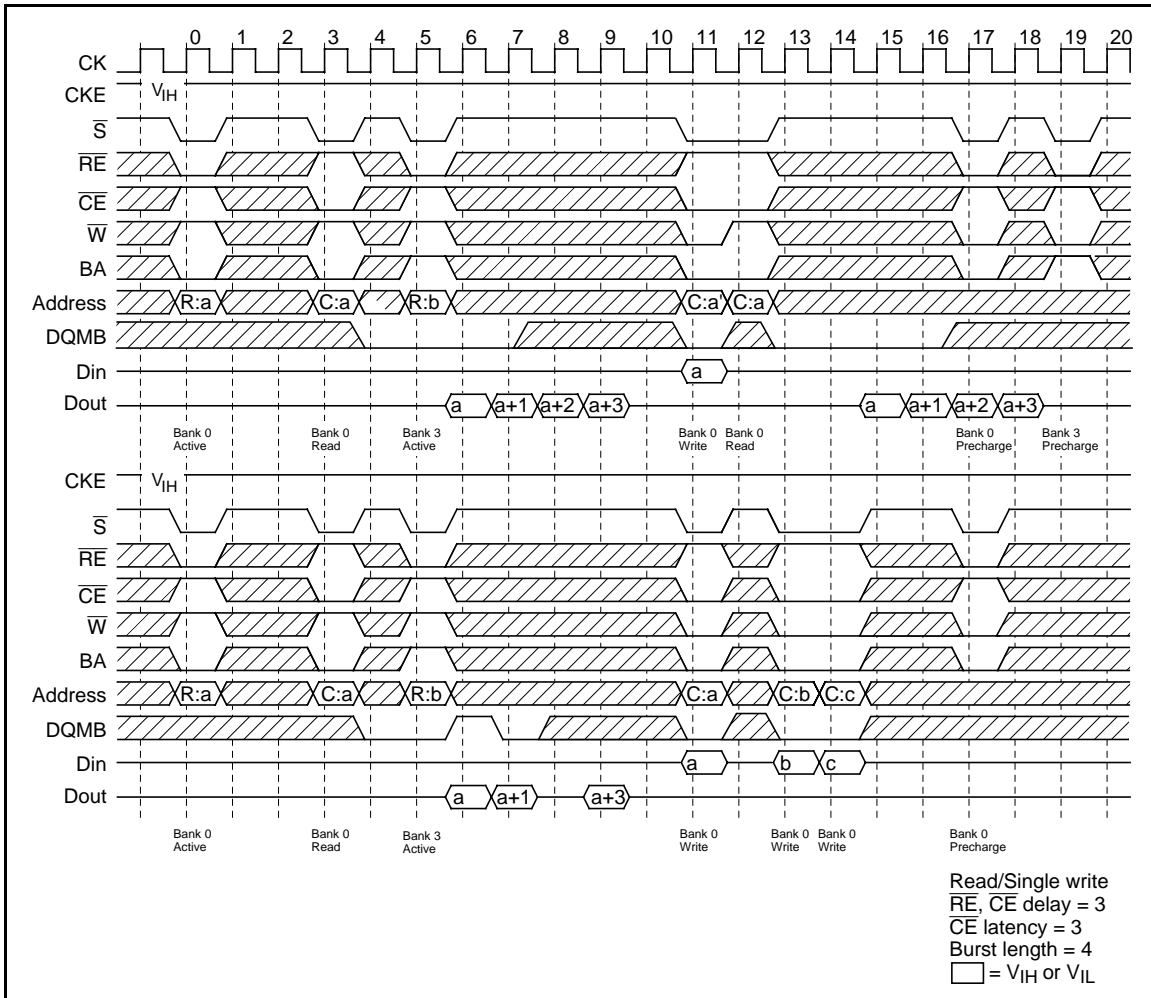 0 1 2 3 4 5 6 7 8 9 10 11 12 13 14 15 16 17 18 19 20
CK
CKE VIH
S
RE
CE
W
BA
Address R:a C:a R:b C:a' C:a
DQMB
Din a
Dout a a+1 a+2 a+3 a a+1 a+2 a+3
Bank 0 Bank 0 Bank 3 Bank 0 Bank 0 Bank 0 Bank 3
Active Read Active Write Read Precharge Precharge
CKE VIH
S
RE
CE
W
BA
Address R:a C:a R:b C:a C:b C:c
DQMB
Din a b c
Dout a a+1 a+3
Bank 0 Bank 0 Bank 3 Bank 0 Bank 0 Bank 0 Bank 0
Active Read Active Write Write Write Precharge
Read/Single write
RE, CE delay = 3
CE latency = 3
Burst length = 4
= VIH or VIL